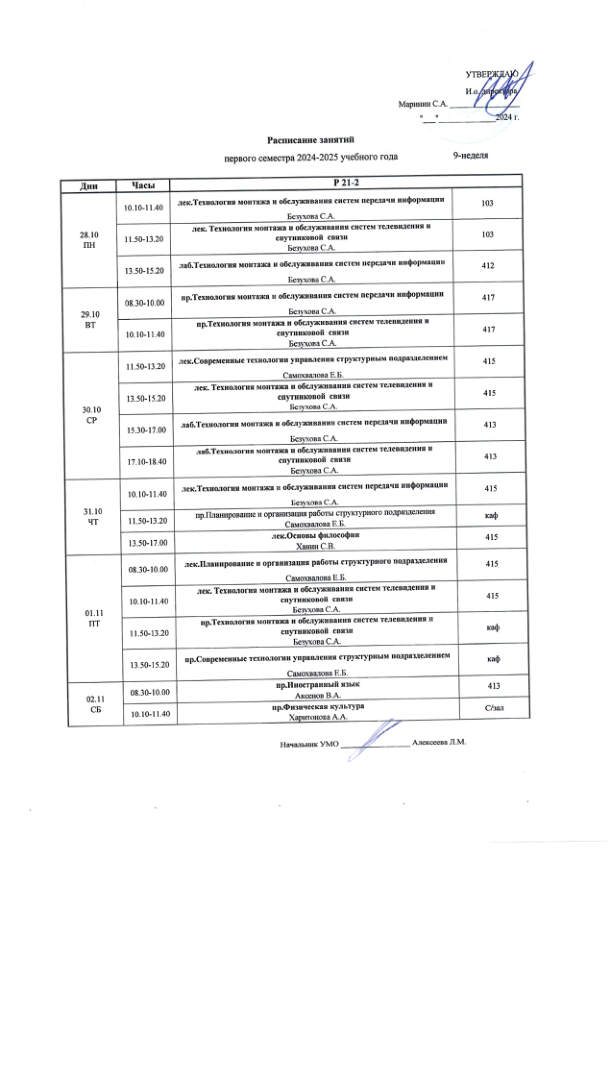 УТВЕРЖДАЮ
И.о. директора
Маринин С.А. ________________
"___"_____________2024 г.
Расписание занятий
первого семестра 2024-2025 учебного года 9-неделя
Дни Часы Р 21-2
28.10 ПН
10.10-11.40 лек.Технология монтажа и обслуживания систем передачи информации 103
Безухова С.А.
11.50-13.20 лек. Технология монтажа и обслуживания систем телевидения и 103
спутниковой связи
Безухова С.А.
13.50-15.20 лаб.Технология монтажа и обслуживания систем передачи информации 412
Безухова С.А.
29.10 ВТ
08.30-10.00 пр.Технология монтажа и обслуживания систем передачи информации 417
Безухова С.А.
10.10-11.40 пр.Технология монтажа и обслуживания систем телевидения и 417
спутниковой связи
Безухова С.А.
30.10 СР
11.50-13.20 лек.Современные технологии управления структурным подразделением 415
Самохвалова Е.Б.
13.50-15.20 лек. Технология монтажа и обслуживания систем телевидения и 415
спутниковой связи
Безухова С.А.
15.30-17.00 лаб.Технология монтажа и обслуживания систем передачи информации 413
Безухова С.А.
17.10-18.40 лаб.Технология монтажа и обслуживания систем телевидения и 413
спутниковой связи
Безухова С.А.
31.10 ЧТ
10.10-11.40 лек.Технология монтажа и обслуживания систем передачи информации 415
Безухова С.А.
11.50-13.20 пр.Планирование и организация работы структурного подразделения каф
Самохвалова Е.Б.
13.50-17.00 лек.Основы философии 415
Ханин С.В.
01.11 ПТ
08.30-10.00 лек.Планирование и организация работы структурного подразделения 415
Самохвалова Е.Б.
10.10-11.40 лек. Технология монтажа и обслуживания систем телевидения и 415
спутниковой связи
Безухова С.А.
11.50-13.20 пр.Технология монтажа и обслуживания систем телевидения и каф
спутниковой связи
Безухова С.А.
13.50-15.20 пр.Современные технологии управления структурным подразделением каф
Самохвалова Е.Б.
02.11 СБ
08.30-10.00 пр.Иностранный язык 413
Аксенов В.А.
10.10-11.40 пр.Физическая культура С/зал
Харитонова А.А.
Начальник УМО ________________ Алексеева Л.М.